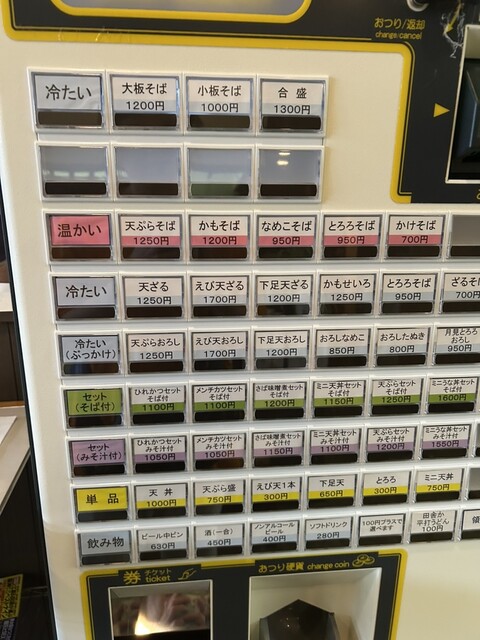 おつり/返却
change/cancel
冷たい
大板そば
1200円
小板そば
1000円
合盛
1300円
温かい
天ぷらそば
1250円
かもそば
1200円
なめこそば
950円
とろろそば
950円
かけそば
700円
冷たい
天ざる
1250円
えび天ざる
1700円
下足天ざる
1200円
かもせいろ
1250円
とろろそば
950円
ざるそ
700円
冷たい
(ぶっかけ)
天ぷらおろし
1250円
えび天おろし
1700円
下足天おろし
1200円
おろしなめこ
850円
おろしたぬき
800円
月見とろろ
おろし
950円
セット
(そば付)
ひれかつセット
そば付
1100円
メンチカツセット
そば付
1100円
さば味噌煮セット
そば付
1200円
ミニ天丼セット
そば付
1150円
天ぷらセット
そば付
1250円
ミニうな丼セット
そば付
1600円
セット
(みそ汁付)
ひれかつセット
みそ汁付
1050円
メンチカツセット
みそ汁付
1050円
さば味噌煮セット
みそ汁付
1150円
ミニ天丼セット
みそ汁付
1100円
天ぷらセット
みそ汁付
1200円
ミニうな丼セット
みそ汁付
1550円
単品
天丼
1000円
天ぷら盛
750円
えび天1本
300円
下足天
650円
とろろ
300円
ミニ天丼
750円
飲み物
ビール中ビン
630円
酒(一合)
450円
ノンアルコール
ビール
400円
ソフトドリンク
280円
100円プラスで
選べます
田舎か
平打うどん
100円
領
券 チケット
ticket
おつり硬貨 change coin